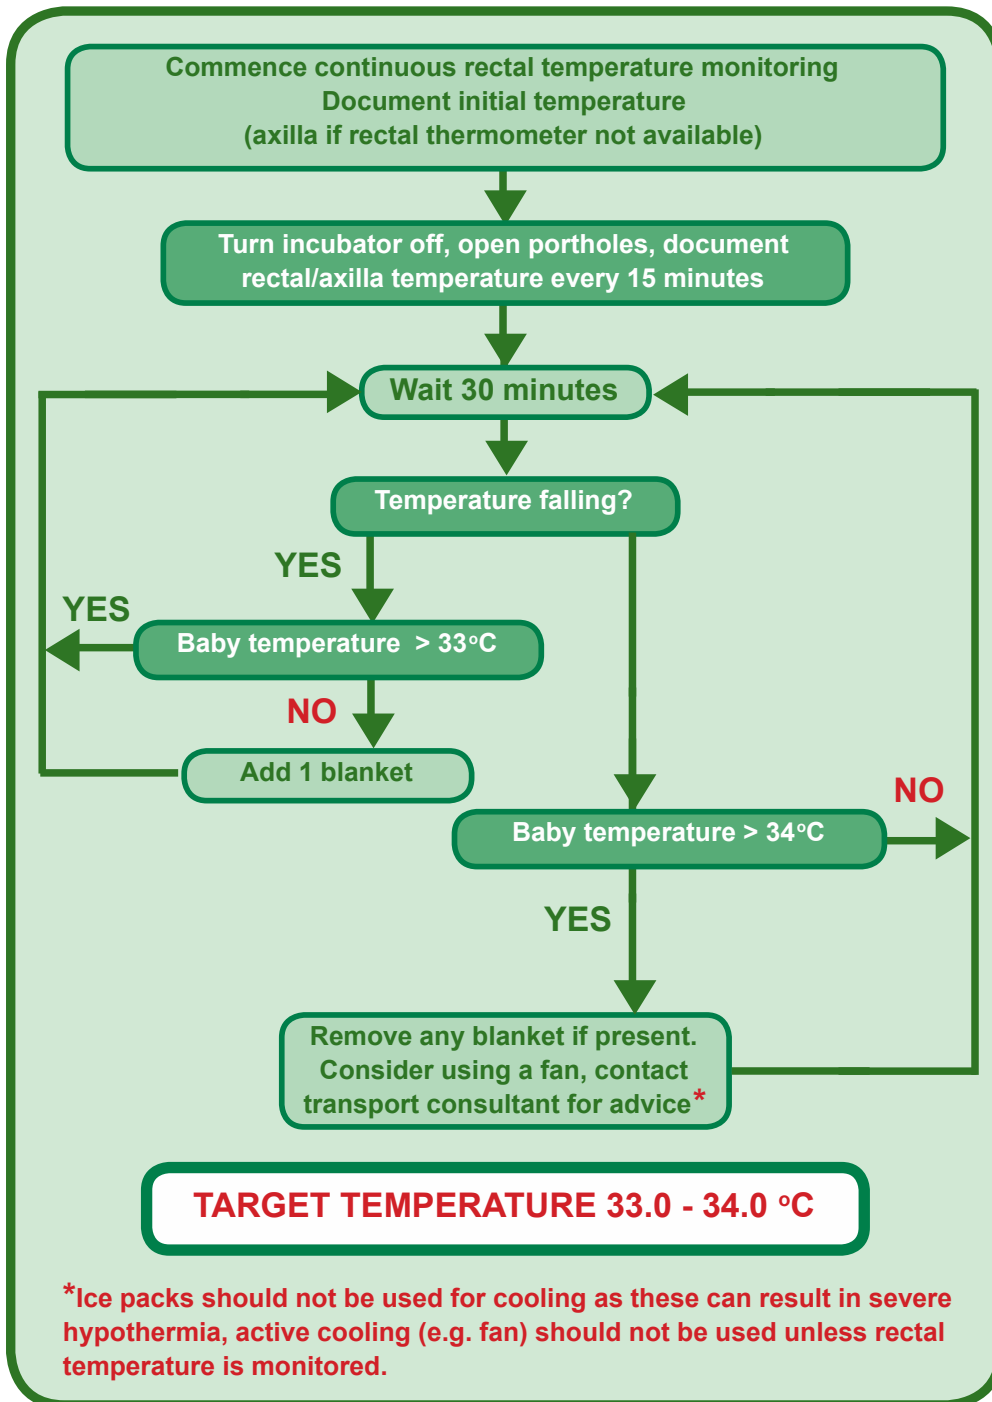 Commence continuous rectal temperature monitoring
Document initial temperature
(axilla if rectal thermometer not available)
Turn incubator off, open portholes, document
rectal/axilla temperature every 15 minutes
Wait 30 minutes
Temperature falling?
YES
YES
Baby temperature > 33°C
NO
Add 1 blanket
NO
Baby temperature > 34°C
YES
Remove any blanket if present.
Consider using a fan, contact
transport consultant for advice*
TARGET TEMPERATURE 33.0 - 34.0 °C
*Ice packs should not be used for cooling as these can result in severe
hypothermia, active cooling (e.g. fan) should not be used unless rectal
temperature is monitored.